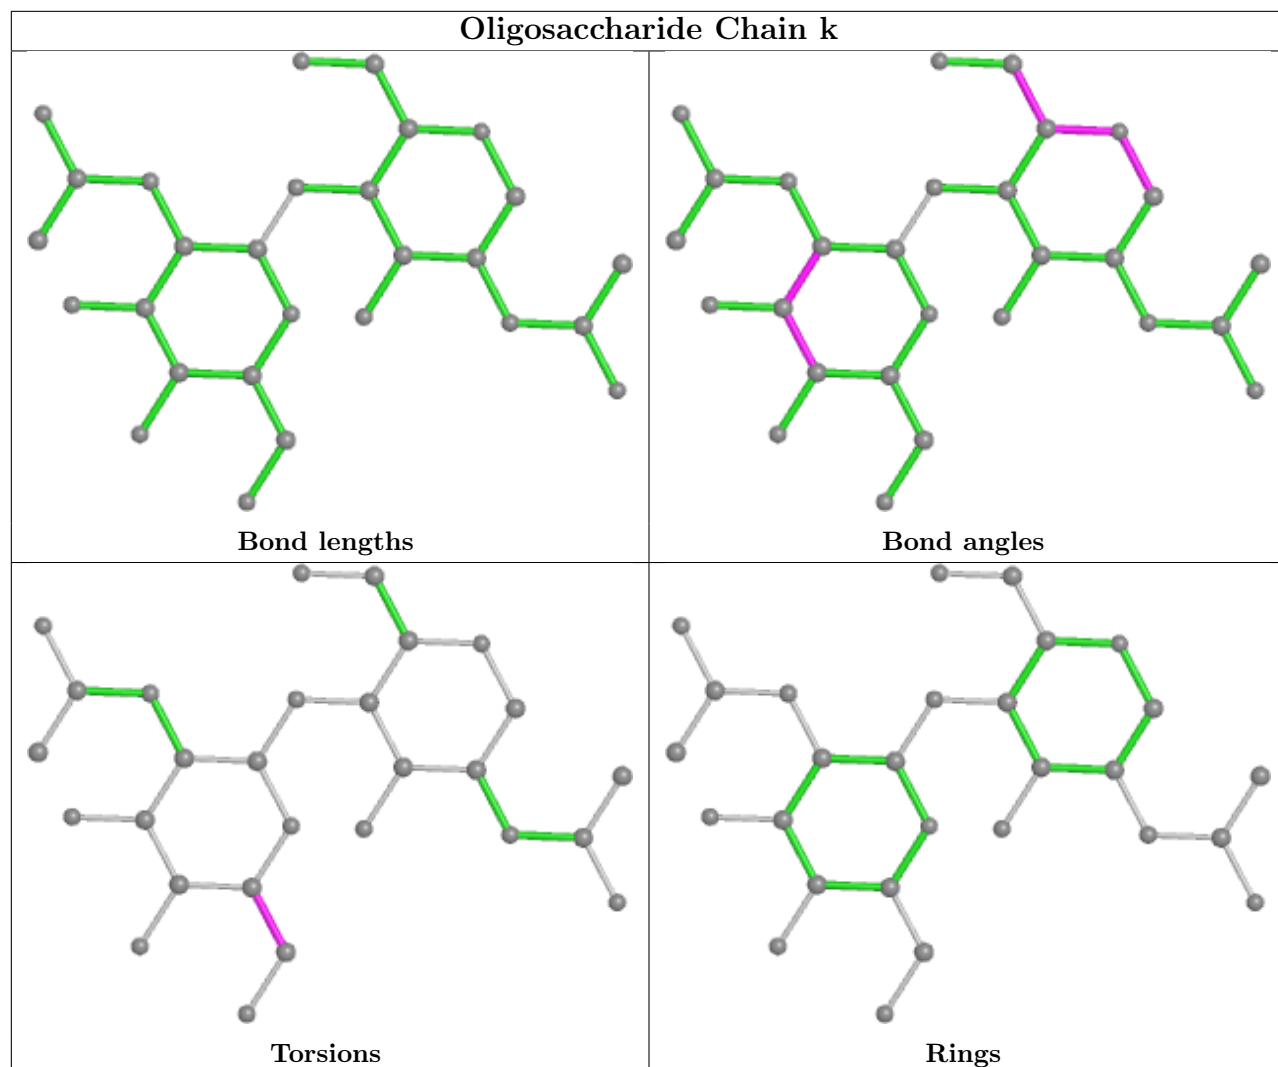 Oligosaccharide Chain k
Bond lengths
Bond angles
Torsions
Rings